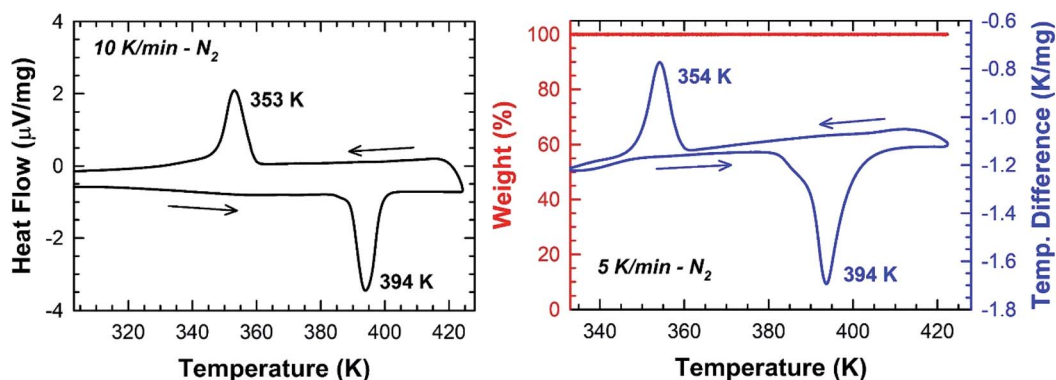 10 K/min - N2
353 K
394 K
4
2
0
-2
-4
Heat Flow (µV/mg)
320 340 360 380 400 420
Temperature (K)
354 K
394 K
5 K/min - N2
100
80
60
40
20
0
Weight (%)
-0.6
-0.8
-1.0
-1.2
-1.4
-1.6
-1.8
Temp. Difference (K/mg)
340 360 380 400 420
Temperature (K)